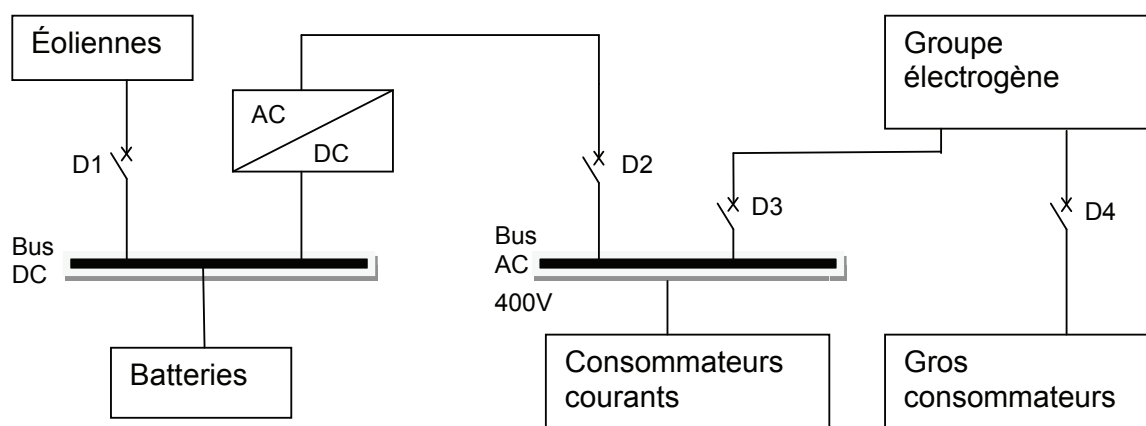 Éoliennes
AC
DC
D1
D2
Groupe
électrogène
D3
D4
Bus
DC
Bus
AC
400V
Batteries
Consommateurs
courants
Gros
consommateurs